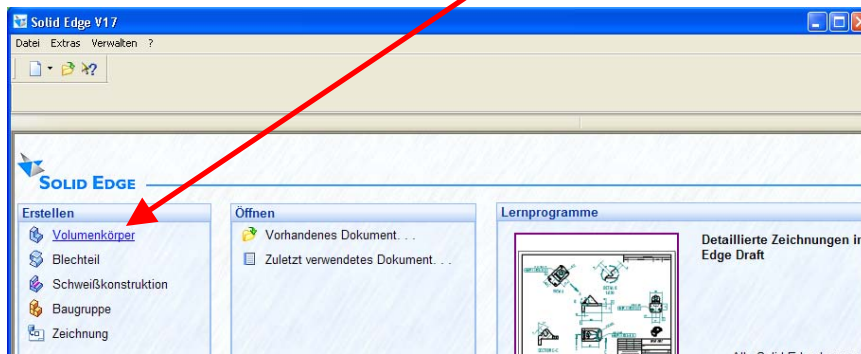 Solid Edge V17
Datei Extras Verwalten ?
SOLID EDGE
Erstellen
Volumenkörper
Blechteil
Schweißkonstruktion
Baugruppe
Zeichnung
Öffnen
Vorhandenes Dokument. . .
Zuletzt verwendetes Dokument. . .
Lernprogramme
Detaillierte Zeichnungen in
Edge Draft